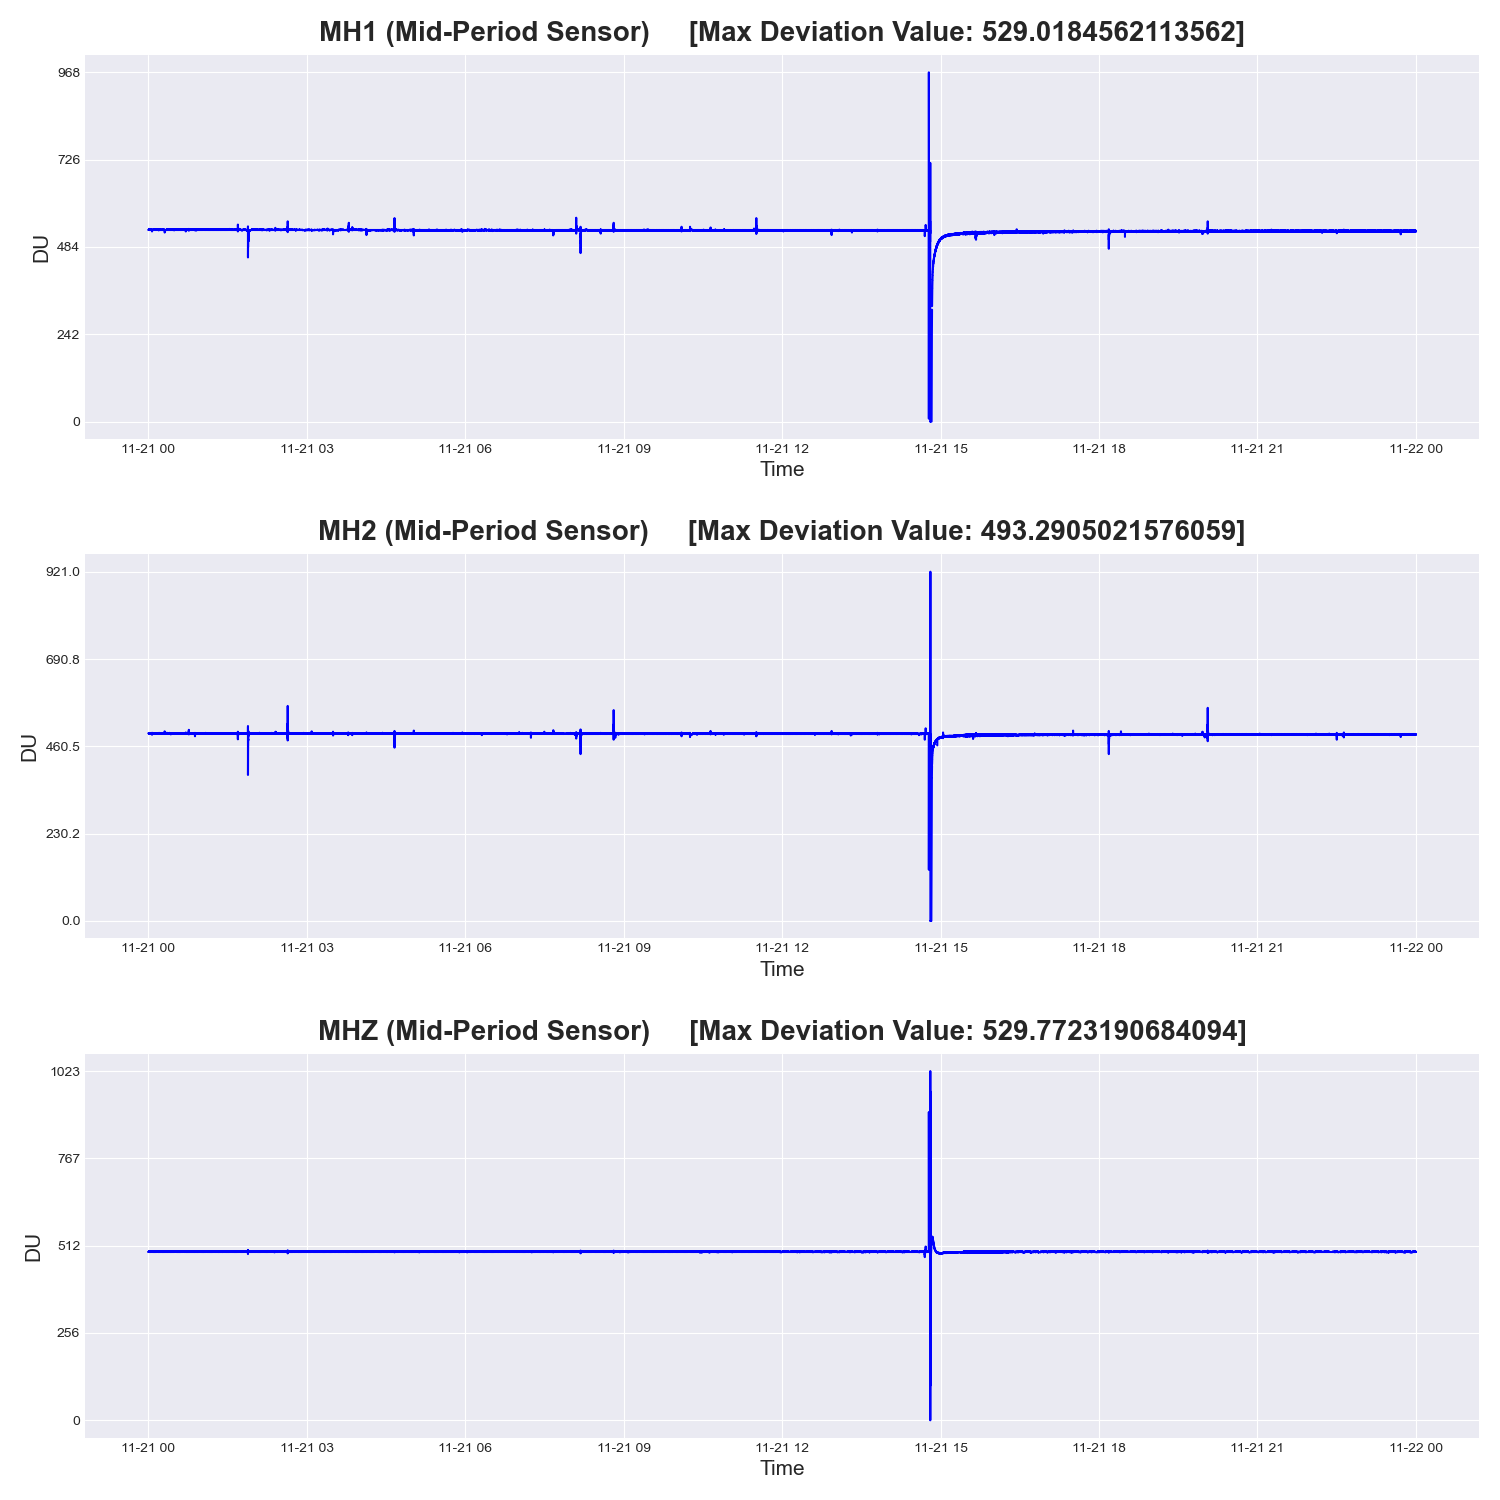 MH1 (Mid-Period Sensor) [Max Deviation Value: 529.0184562113562]
968
726
484
242
0
DU
11-21 00 11-21 03 11-21 06 11-21 09 11-21 12 11-21 15 11-21 18 11-21 21 11-22 00
Time
MH2 (Mid-Period Sensor) [Max Deviation Value: 493.2905021576059]
921.0
690.8
460.5
230.2
0.0
DU
11-21 00 11-21 03 11-21 06 11-21 09 11-21 12 11-21 15 11-21 18 11-21 21 11-22 00
Time
MHZ (Mid-Period Sensor) [Max Deviation Value: 529.7723190684094]
1023
767
512
256
0
DU
11-21 00 11-21 03 11-21 06 11-21 09 11-21 12 11-21 15 11-21 18 11-21 21 11-22 00
Time